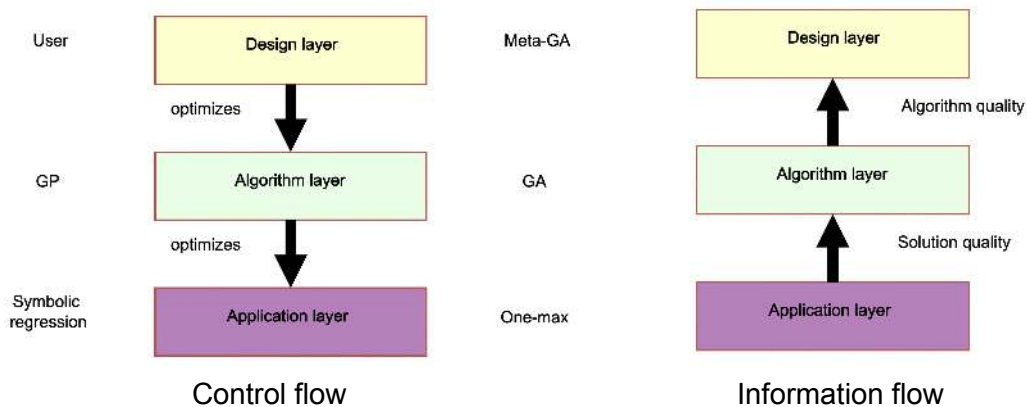 User
Design layer
Meta-GA
Design layer
optimizes
Algorithm quality
GP
Algorithm layer
GA
Algorithm layer
optimizes
Solution quality
Symbolic
regression
Application layer
One-max
Application layer
Control flow
Information flow